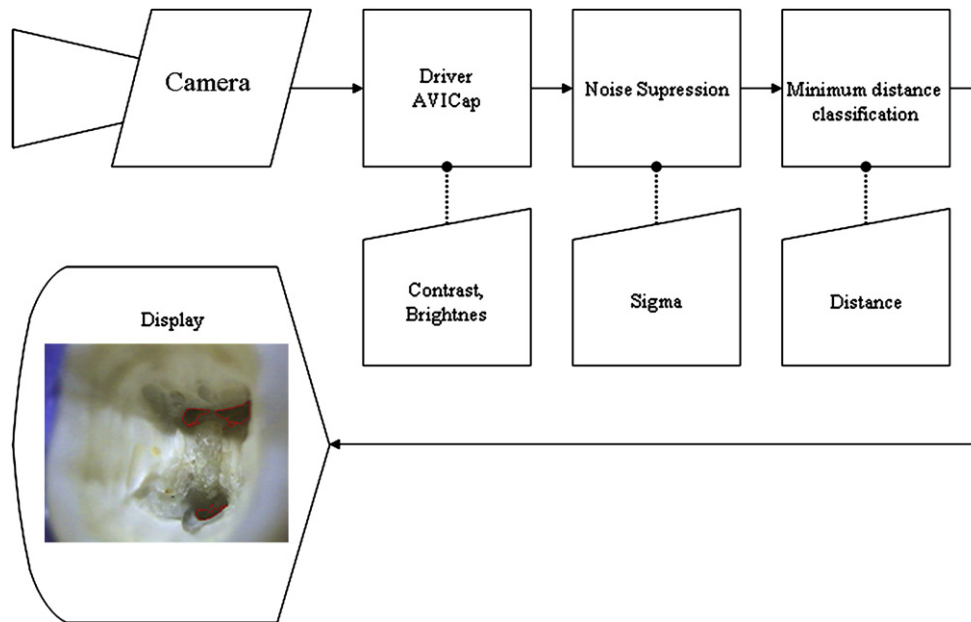 Camera
Driver
AVICap
Noise Supression
Minimum distance
classification
Contrast,
Brightnes
Sigma
Distance
Display